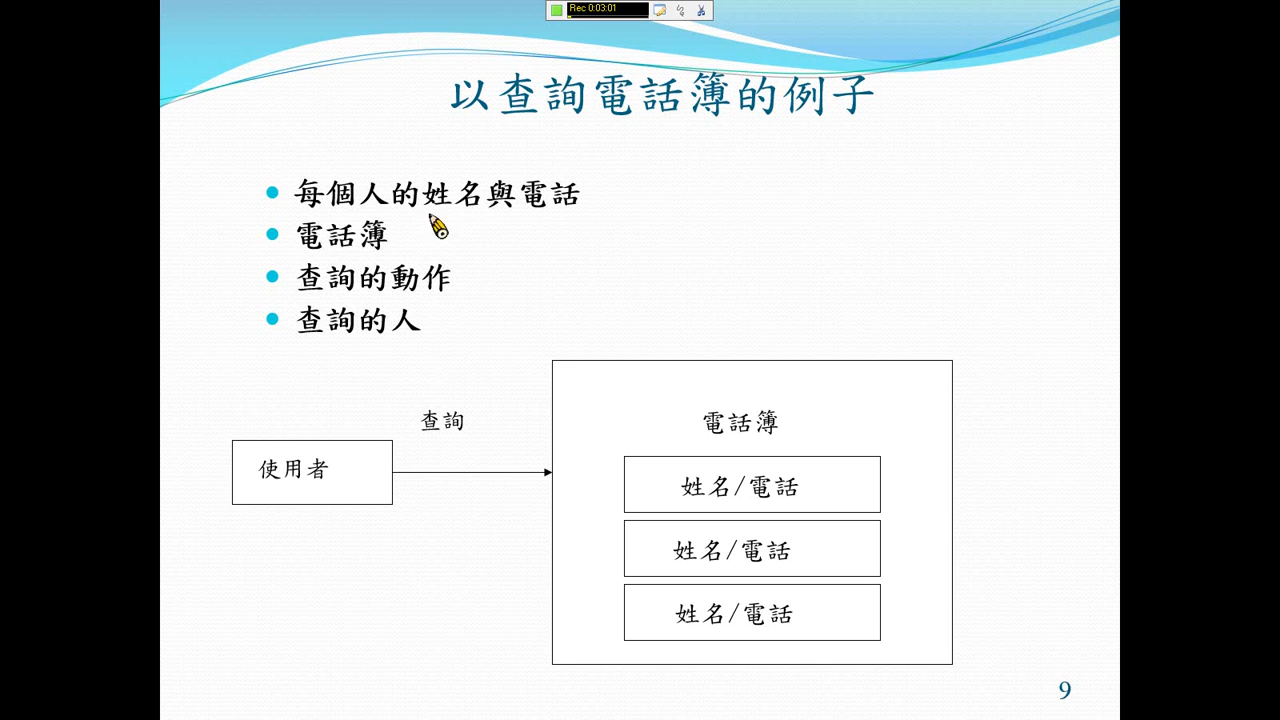 Rec 0:03:01
以查詢電話簿的例子
每個人的姓名與電話
電話簿
查詢的動作
查詢的人
查詢
使用者
電話簿
姓名/電話
姓名/電話
姓名/電話
9